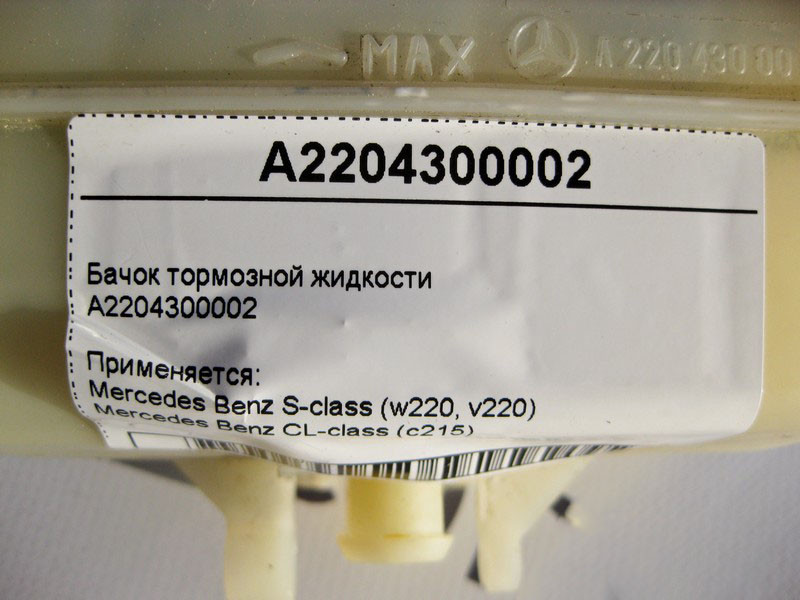 MAX A 220 430 00
A2204300002
Бачок тормозной жидкости
A2204300002
Применяется:
Mercedes Benz S-class (w220, v220)
Mercedes Benz CL-class (c215)